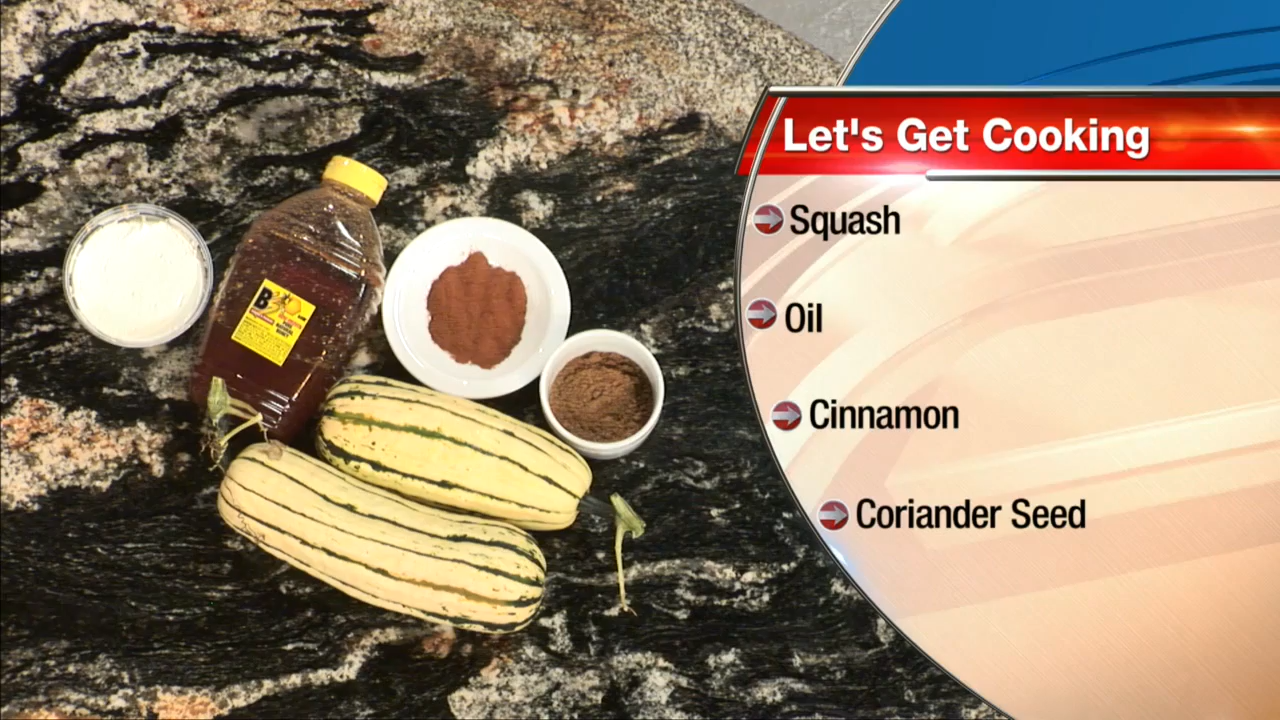 Let's Get Cooking
Squash
Oil
Cinnamon
Coriander Seed